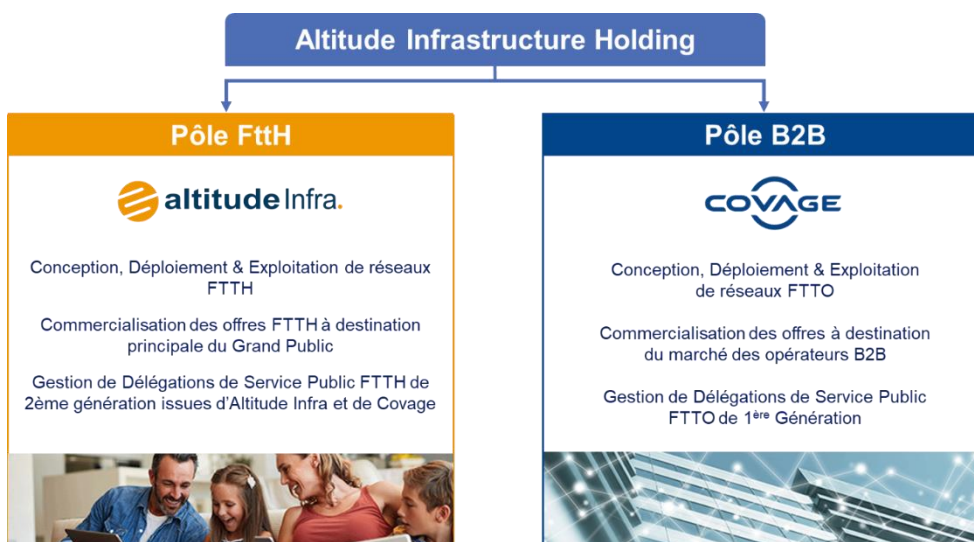 Altitude Infrastructure Holding
Pôle FttH
altitude Infra.
Conception, Déploiement & Exploitation de réseaux
FTTH
Commercialisation des offres FTTH à destination
principale du Grand Public
Gestion de Délégations de Service Public FTTH de
2ème génération issues d'Altitude Infra et de Covage
Pôle B2B
COVAGE
Conception, Déploiement & Exploitation
de réseaux FTTO
Commercialisation des offres à destination
du marché des opérateurs B2B
Gestion de Délégations de Service Public
FTTO de 1ère Génération